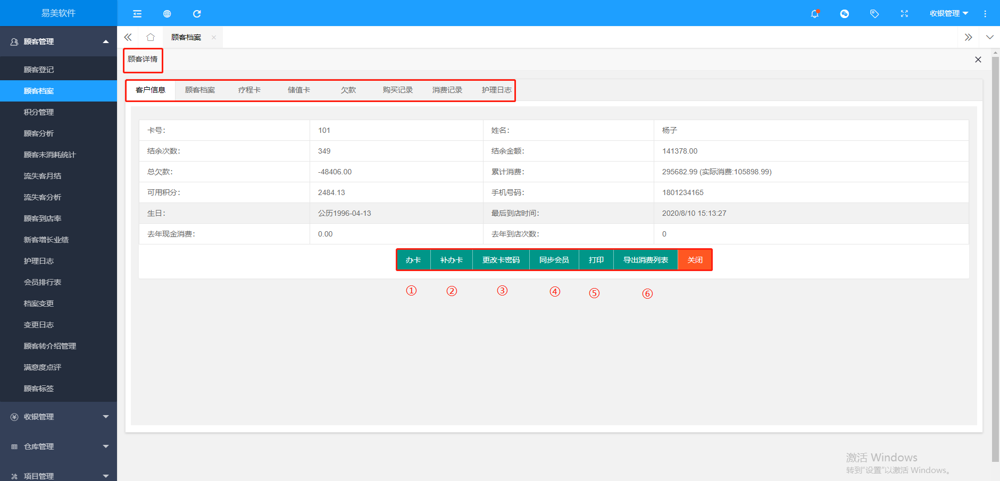 易美软件
收银管理
顾客管理
顾客登记
顾客档案
积分管理
顾客分析
顾客未消耗统计
流失客月结
流失客分析
顾客到店率
新客增长业绩
护理日志
会员排行表
档案变更
变更日志
顾客转介绍管理
满意度点评
顾客标签
收银管理
仓库管理
项目管理
顾客档案
顾客详情
客户信息 顾客档案 疗程卡 储值卡 欠款 购买记录 消费记录 护理日志
卡号: 101 姓名: 杨子
结余次数: 349 结余金额: 141378.00
总欠款: -48406.00 累计消费: 295682.99 (实际消费:105898.99)
可用积分: 2484.13 手机号码: 1801234165
生日: 公历1996-04-13 最后到店时间: 2020/8/10 15:13:27
去年现金消费: 0.00 去年到店次数: 0
办卡 补办卡 更改卡密码 同步会员 打印 导出消费列表 关闭
① ② ③ ④ ⑤ ⑥
激活 Windows
转到“设置”以激活 Windows。